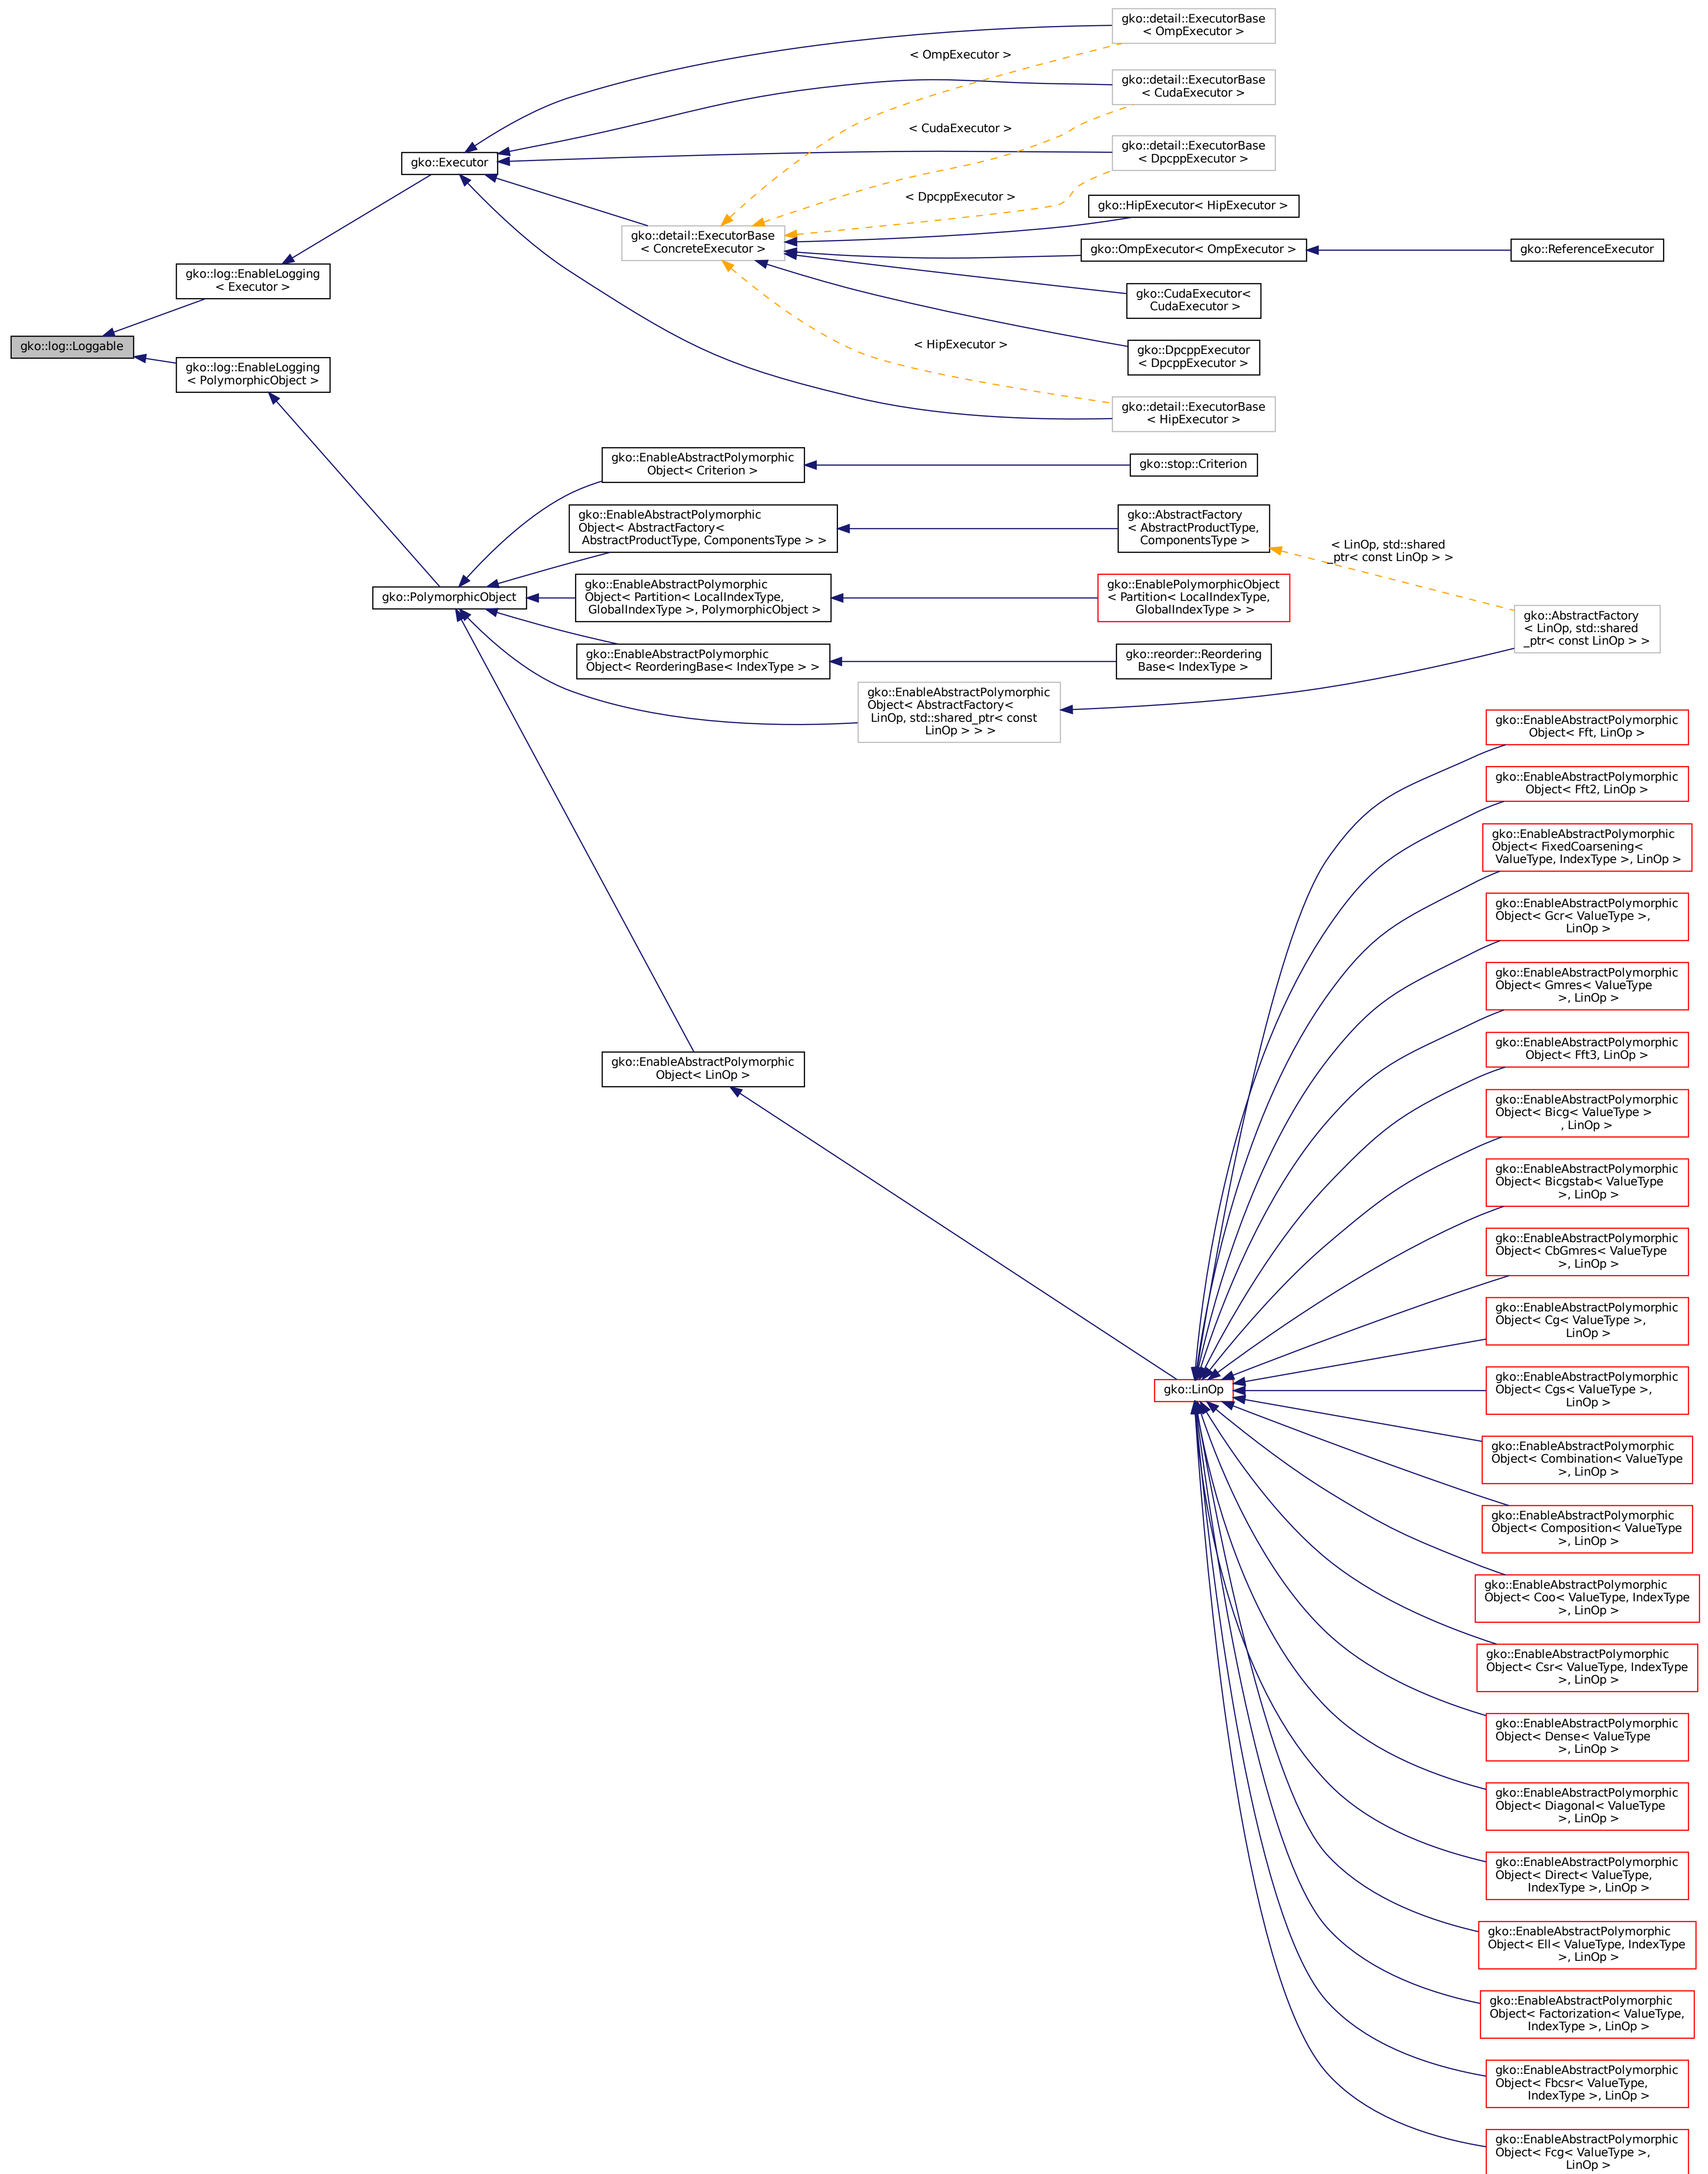 gko::detail::ExecutorBase
< OmpExecutor >
< OmpExecutor >
gko::detail::ExecutorBase
< CudaExecutor >
< CudaExecutor >
gko::detail::ExecutorBase
< DpcppExecutor >
gko::Executor
< DpcppExecutor >
gko::HipExecutor< HipExecutor >
gko::detail::ExecutorBase
< ConcreteExecutor >
gko::OmpExecutor< OmpExecutor >
gko::ReferenceExecutor
gko::log::EnableLogging
< Executor >
gko::CudaExecutor<
CudaExecutor >
gko::log::Loggable
< HipExecutor >
gko::DpcppExecutor
< DpcppExecutor >
gko::log::EnableLogging
< PolymorphicObject >
gko::detail::ExecutorBase
< HipExecutor >
gko::EnableAbstractPolymorphic
Object< Criterion >
gko::stop::Criterion
gko::EnableAbstractPolymorphic
Object< AbstractFactory<
AbstractProductType, ComponentsType > >
gko::AbstractFactory
< AbstractProductType,
ComponentsType >
< LinOp, std::shared
_ptr< const LinOp > >
gko::PolymorphicObject
gko::EnableAbstractPolymorphic
Object< Partition< LocalIndexType,
GlobalIndexType >, PolymorphicObject >
gko::EnablePolymorphicObject
< Partition< LocalIndexType,
GlobalIndexType > >
gko::AbstractFactory
< LinOp, std::shared
_ptr< const LinOp > >
gko::EnableAbstractPolymorphic
Object< ReorderingBase< IndexType > >
gko::reorder::Reordering
Base< IndexType >
gko::EnableAbstractPolymorphic
Object< AbstractFactory<
LinOp, std::shared_ptr< const
LinOp > > >
gko::EnableAbstractPolymorphic
Object< Fft, LinOp >
gko::EnableAbstractPolymorphic
Object< Fft2, LinOp >
gko::EnableAbstractPolymorphic
Object< FixedCoarsening<
ValueType, IndexType >, LinOp >
gko::EnableAbstractPolymorphic
Object< Gcr< ValueType >,
LinOp >
gko::EnableAbstractPolymorphic
Object< Gmres< ValueType
>, LinOp >
gko::EnableAbstractPolymorphic
Object< Fft3, LinOp >
gko::EnableAbstractPolymorphic
Object< LinOp >
gko::EnableAbstractPolymorphic
Object< Bicg< ValueType >
, LinOp >
gko::EnableAbstractPolymorphic
Object< Bicgstab< ValueType
>, LinOp >
gko::EnableAbstractPolymorphic
Object< CbGmres< ValueType
>, LinOp >
gko::EnableAbstractPolymorphic
Object< Cg< ValueType >,
LinOp >
gko::LinOp
gko::EnableAbstractPolymorphic
Object< Cgs< ValueType >,
LinOp >
gko::EnableAbstractPolymorphic
Object< Combination< ValueType
>, LinOp >
gko::EnableAbstractPolymorphic
Object< Composition< ValueType
>, LinOp >
gko::EnableAbstractPolymorphic
Object< Coo< ValueType, IndexType
>, LinOp >
gko::EnableAbstractPolymorphic
Object< Csr< ValueType, IndexType
>, LinOp >
gko::EnableAbstractPolymorphic
Object< Dense< ValueType
>, LinOp >
gko::EnableAbstractPolymorphic
Object< Diagonal< ValueType
>, LinOp >
gko::EnableAbstractPolymorphic
Object< Direct< ValueType,
IndexType >, LinOp >
gko::EnableAbstractPolymorphic
Object< Ell< ValueType, IndexType
>, LinOp >
gko::EnableAbstractPolymorphic
Object< Factorization< ValueType,
IndexType >, LinOp >
gko::EnableAbstractPolymorphic
Object< Fbcsr< ValueType,
IndexType >, LinOp >
gko::EnableAbstractPolymorphic
Object< Fcg< ValueType >,
LinOp >